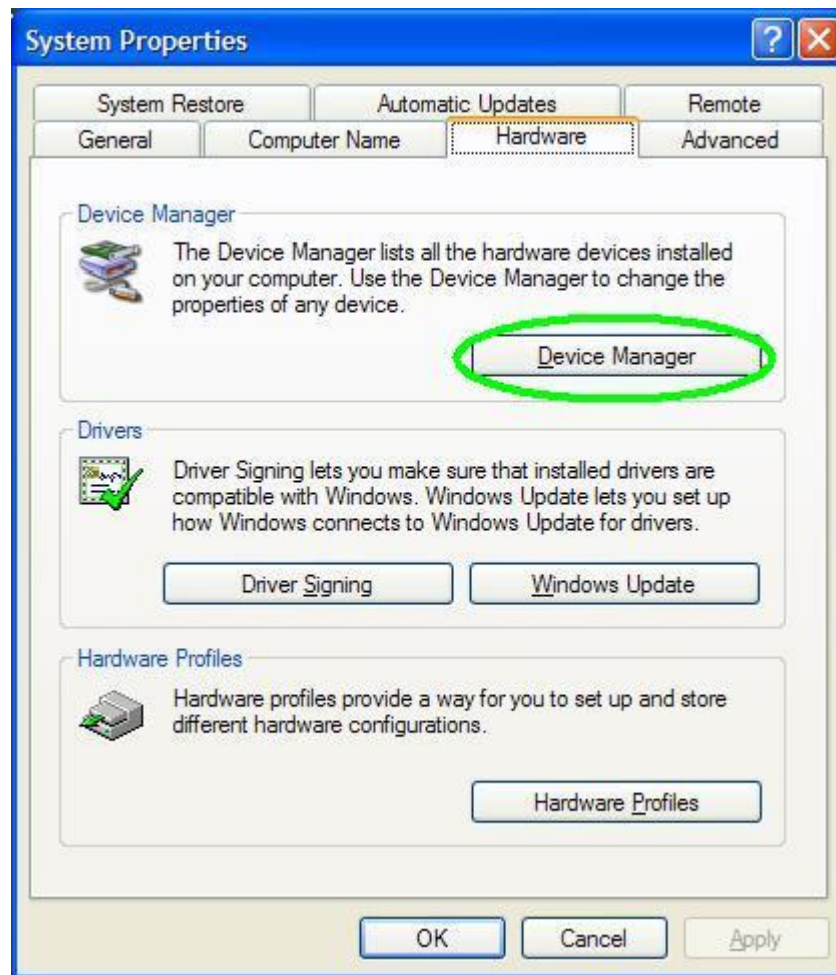 System Properties
System Restore Automatic Updates Remote
General Computer Name Hardware Advanced
Device Manager
The Device Manager lists all the hardware devices installed
on your computer. Use the Device Manager to change the
properties of any device.
Device Manager
Drivers
Driver Signing lets you make sure that installed drivers are
compatible with Windows. Windows Update lets you set up
how Windows connects to Windows Update for drivers.
Driver Signing Windows Update
Hardware Profiles
Hardware profiles provide a way for you to set up and store
different hardware configurations.
Hardware Profiles
OK Cancel Apply